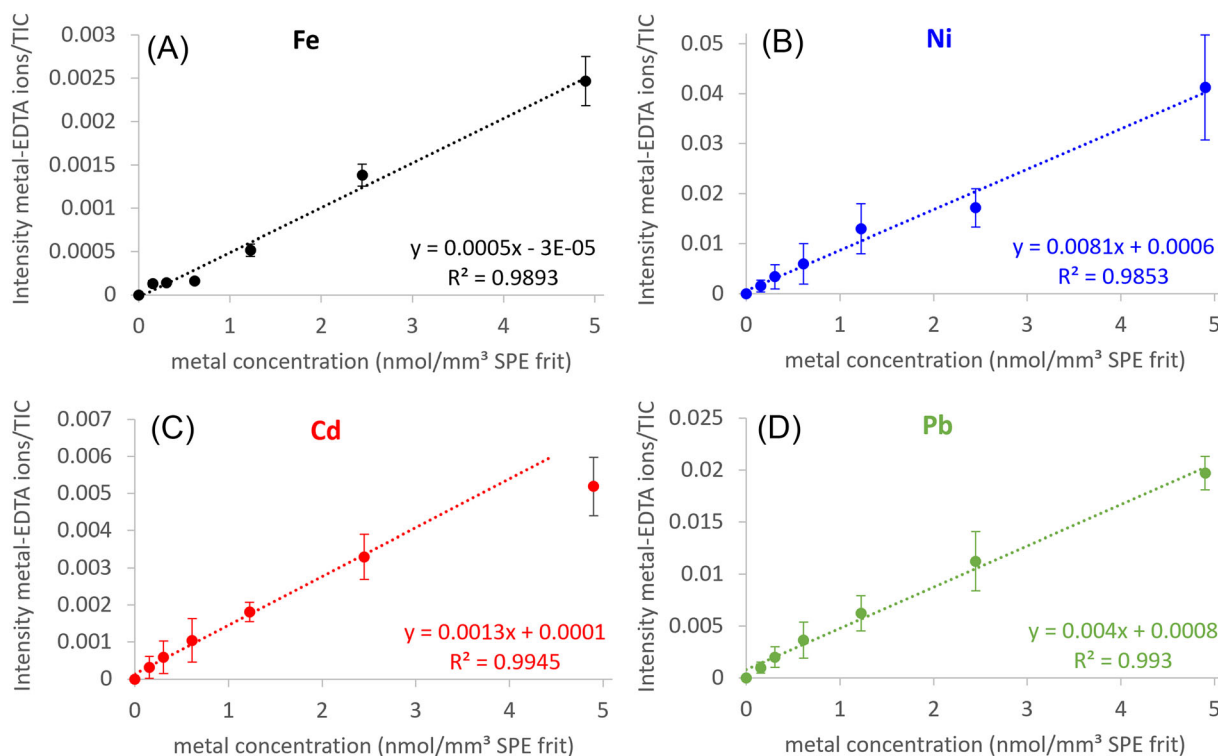 (A)
Fe
Intensity metal-EDTA ions/TIC
0.003
0.0025
0.002
0.0015
0.001
0.0005
0
y = 0.0005x - 3E-05
R² = 0.9893
0 1 2 3 4 5
metal concentration (nmol/mm³ SPE frit)
(B)
Ni
Intensity metal-EDTA ions/TIC
0.05
0.04
0.03
0.02
0.01
0
y = 0.0081x + 0.0006
R² = 0.9853
0 1 2 3 4 5
metal concentration (nmol/mm³ SPE frit)
(C)
Cd
Intensity metal-EDTA ions/TIC
0.007
0.006
0.005
0.004
0.003
0.002
0.001
0
y = 0.0013x + 0.0001
R² = 0.9945
0 1 2 3 4 5
metal concentration (nmol/mm³ SPE frit)
(D)
Pb
Intensity metal-EDTA ions/TIC
0.025
0.02
0.015
0.01
0.005
0
y = 0.004x + 0.0008
R² = 0.993
0 1 2 3 4 5
metal concentration (nmol/mm³ SPE frit)